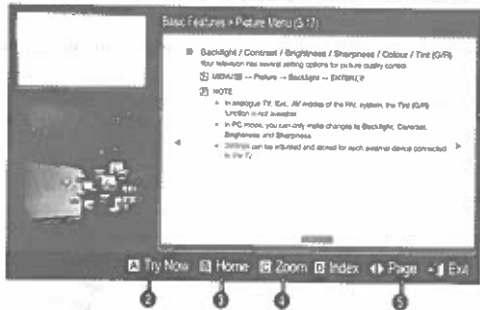 Basic Features > Picture Menu (3/17)
Backlight / Contrast / Brightness / Sharpness / Colour / Tint (G/R)
Your television has several setting options for picture quality control.
MENU → Picture → Backlight → ENTER
NOTE
In analogue TV, Ext., AV modes of the PAL system, the Tint (G/R)
function is not available.
In PC mode, you can only make changes to Backlight, Contrast,
Brightness and Sharpness.
Settings can be adjusted and stored for each external device connected
to the TV.
A Try Now B Home C Zoom D Index Page Exit
2 3 4 5